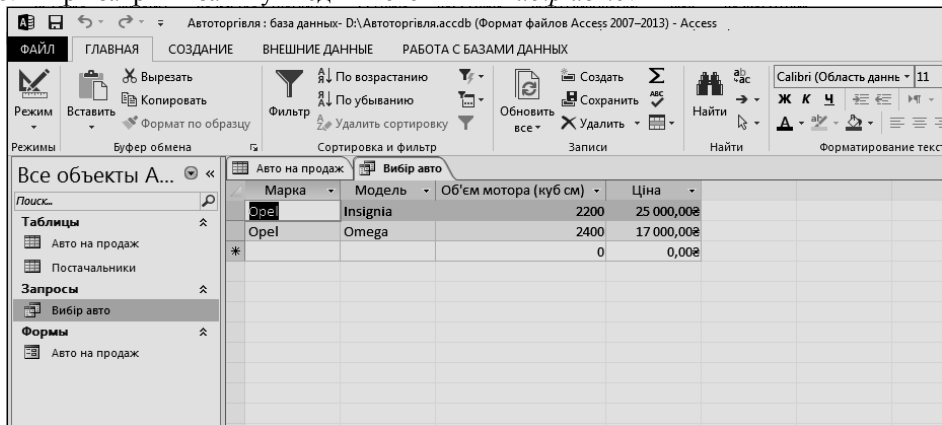 Автоторгівля : база данных- D:\Автоторгівля.accdb (Формат файлов Access 2007–2013) - Access
ФАЙЛ ГЛАВНАЯ СОЗДАНИЕ ВНЕШНИЕ ДАННЫЕ РАБОТА С БАЗАМИ ДАННЫХ
Режим
Режимы
Вставить
Вырезать
Копировать
Формат по образцу
Буфер обмена
Фильтр
По возрастанию
По убыванию
Удалить сортировку
Сортировка и фильтр
Обновить все
Создать
Сохранить
Удалить
Записи
Найти
Найти
Calibri (Область даннь 11
Ж К Ч
Форматирование текс
Все объекты A...
Поиск...
Таблицы
Авто на продаж
Постачальники
Запросы
Вибір авто
Формы
Авто на продаж
Авто на продаж Вибір авто
Марка Модель Об'єм мотора (куб см) Ціна
Opel Insignia 2200 25 000,00₴
Opel Omega 2400 17 000,00₴
0 0,00₴